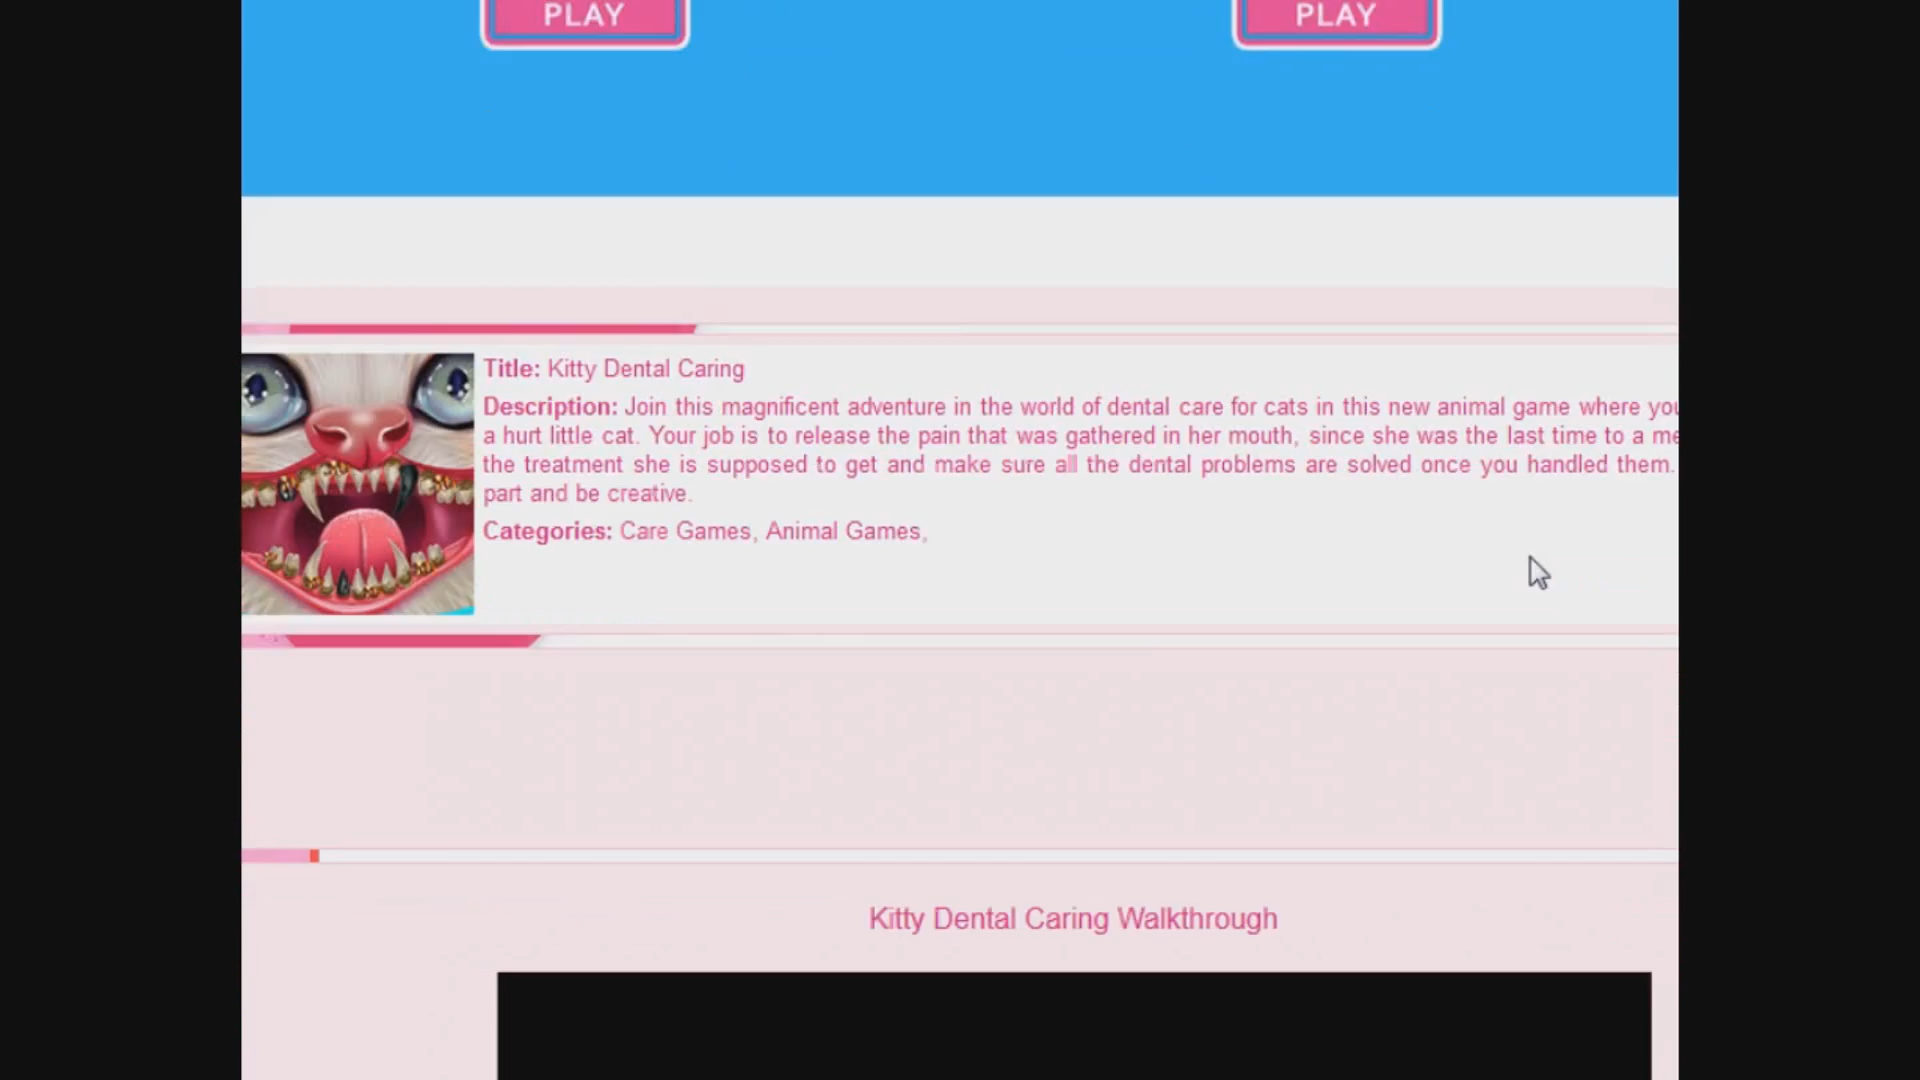 PLAY PLAY
Title: Kitty Dental Caring
Description: Join this magnificent adventure in the world of dental care for cats in this new animal game where
a hurt little cat. Your job is to release the pain that was gathered in her mouth, since she was the last time to a
the treatment she is supposed to get and make sure all the dental problems are solved once you handled them.
part and be creative.
Categories: Care Games, Animal Games,
Kitty Dental Caring Walkthrough